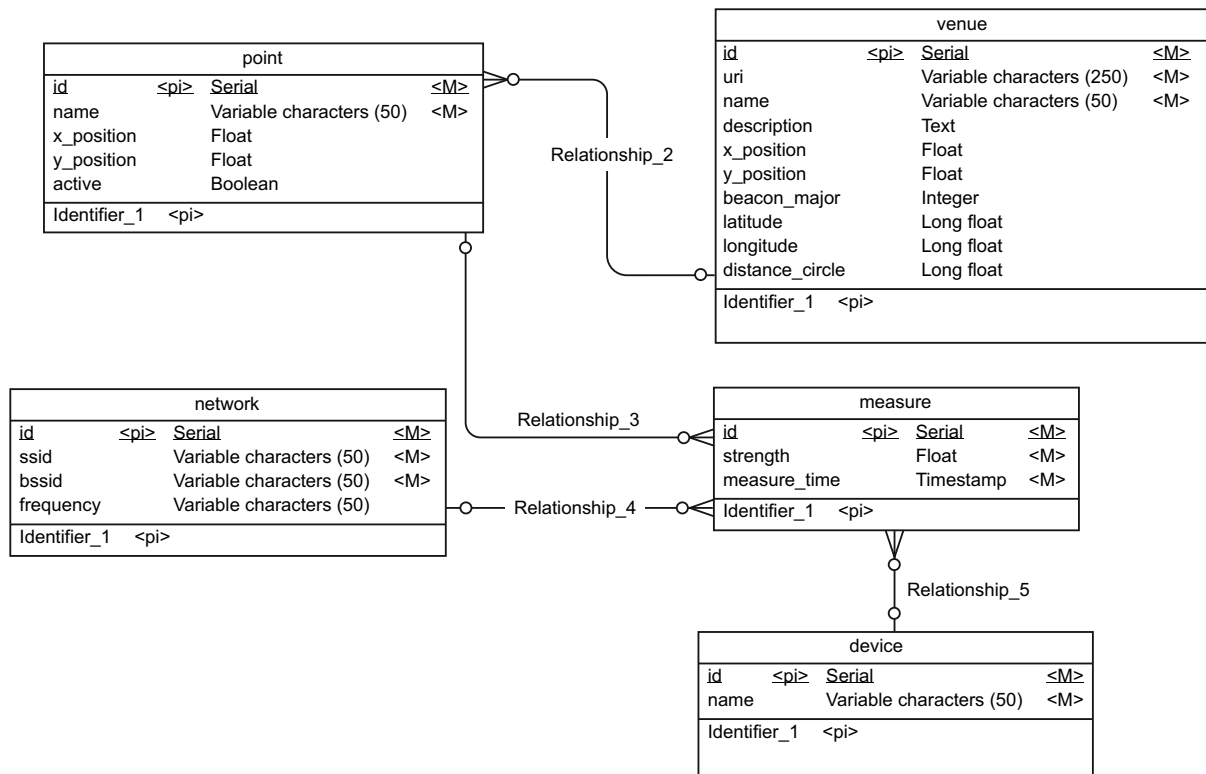 point
id <pi> Serial <M>
name Variable characters (50) <M>
x_position Float
y_position Float
active Boolean
Identifier_1 <pi>
venue
id <pi> Serial <M>
uri Variable characters (250) <M>
name Variable characters (50) <M>
description Text
x_position Float
y_position Float
beacon_major Integer
latitude Long float
longitude Long float
distance_circle Long float
Identifier_1 <pi>
Relationship_2
network
id <pi> Serial <M>
ssid Variable characters (50) <M>
bssid Variable characters (50) <M>
frequency Variable characters (50)
Identifier_1 <pi>
Relationship_3
Relationship_4
measure
id <pi> Serial <M>
strength Float <M>
measure_time Timestamp <M>
Identifier_1 <pi>
Relationship_5
device
id <pi> Serial <M>
name Variable characters (50) <M>
Identifier_1 <pi>